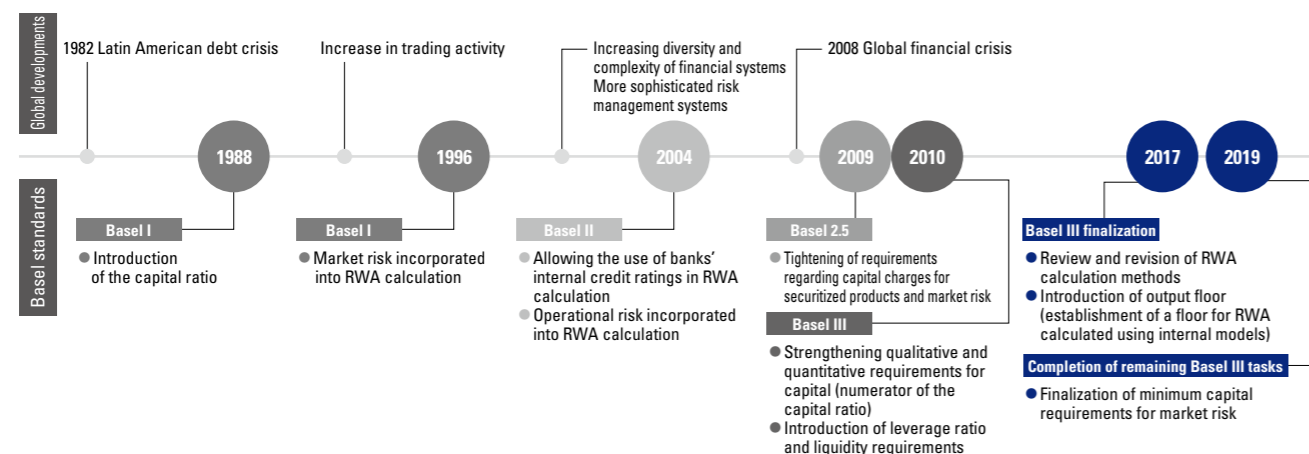 Global developments
1982 Latin American debt crisis
Increase in trading activity
Increasing diversity and
complexity of financial systems
More sophisticated risk
management systems
2008 Global financial crisis
1988
1996
2004
2009
2010
2017
2019
Basel standards
Basel I
● Introduction
of the capital ratio
Basel I
● Market risk incorporated
into RWA calculation
Basel II
● Allowing the use of banks'
internal credit ratings in RWA
calculation
● Operational risk incorporated
into RWA calculation
Basel 2.5
● Tightening of requirements
regarding capital charges for
securitized products and market risk
Basel III
● Strengthening qualitative and
quantitative requirements for
capital (numerator of the
capital ratio)
● Introduction of leverage ratio
and liquidity requirements
Basel III finalization
● Review and revision of RWA
calculation methods
● Introduction of output floor
(establishment of a floor for RWA
calculated using internal models)
Completion of remaining Basel III tasks
● Finalization of minimum capital
requirements for market risk